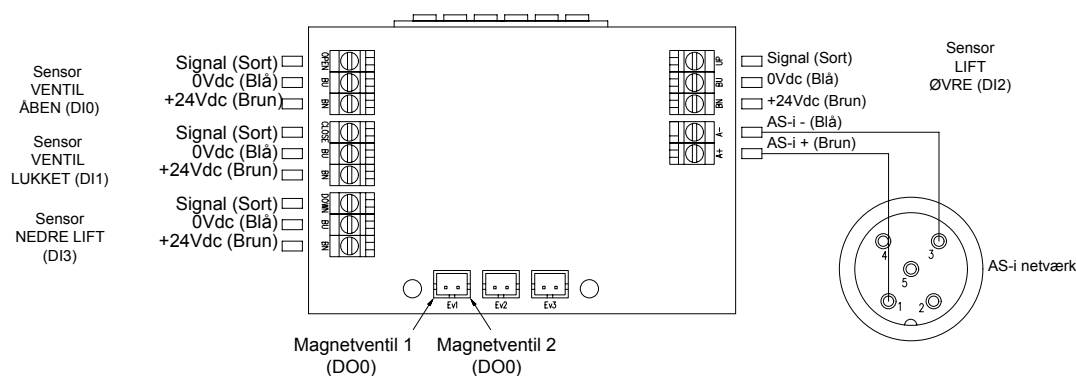 Sensor
VENTIL
ÅBEN (DI0)
Signal (Sort)
0Vdc (Blå)
+24Vdc (Brun)
OPEN
BU
BN
Sensor
VENTIL
LUKKET (DI1)
Signal (Sort)
0Vdc (Blå)
+24Vdc (Brun)
CLOSE
BU
BN
Sensor
NEDRE LIFT
(DI3)
Signal (Sort)
0Vdc (Blå)
+24Vdc (Brun)
DOWN
BU
BN
UP
BU
BN
A-
A+
Signal (Sort)
0Vdc (Blå)
+24Vdc (Brun)
AS-i - (Blå)
AS-i + (Brun)
Sensor
LIFT
ØVRE (DI2)
4
3
5
1
2
AS-i netværk
Ev1
Ev2
Ev3
Magnetventil 1
(DO0)
Magnetventil 2
(DO0)